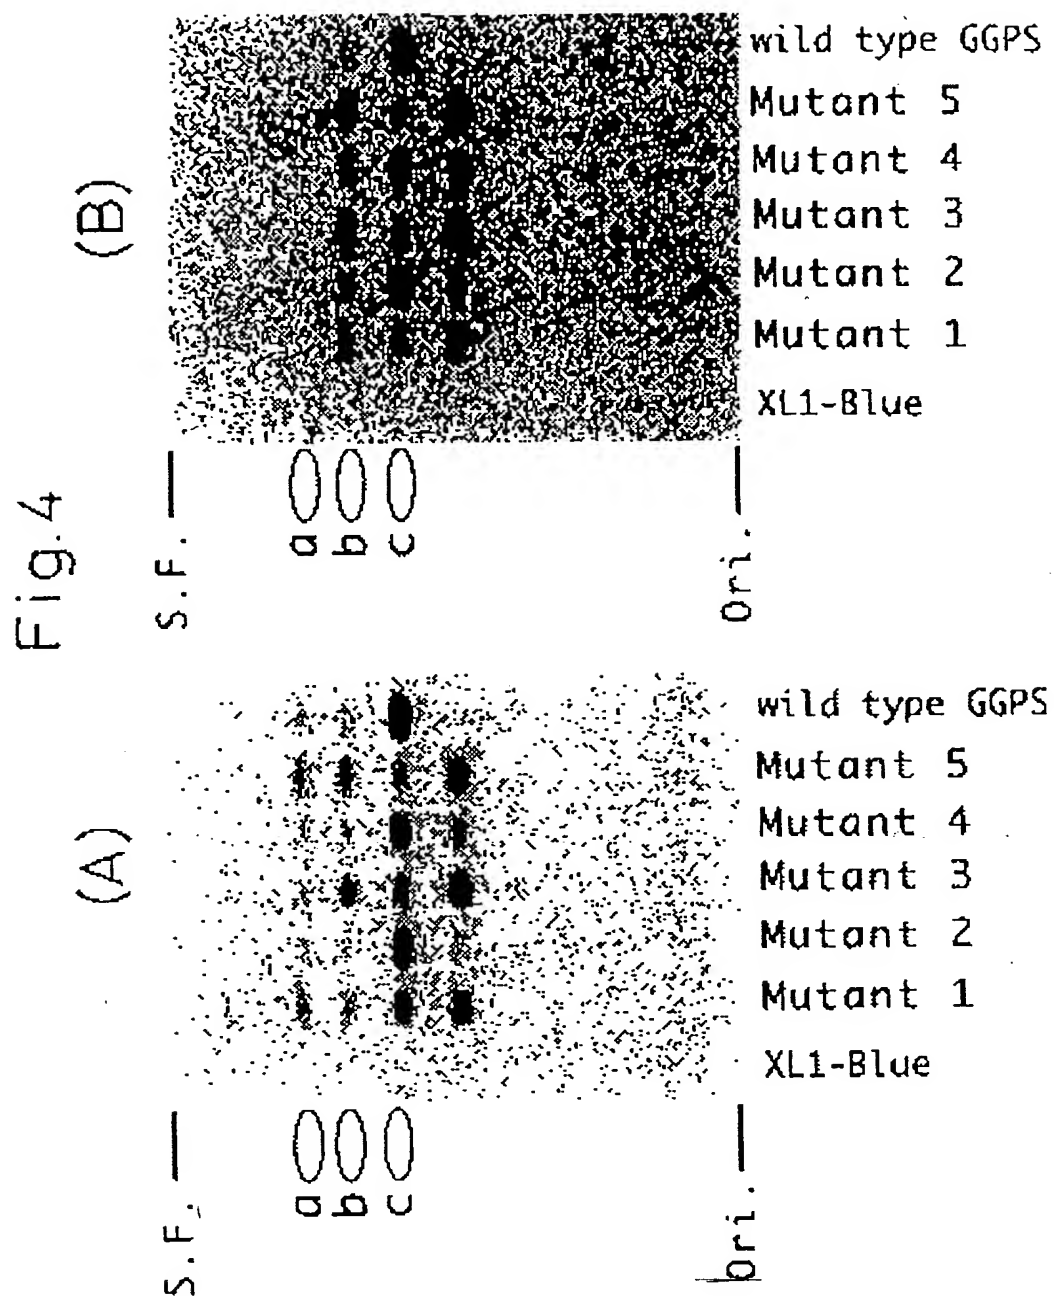 Fig.4
(A)
S.F.
a
b
c
Ori.
XL1-Blue
Mutant 1
Mutant 2
Mutant 3
Mutant 4
Mutant 5
wild type GGPS
(B)
S.F.
a
b
c
Ori.
XL1-Blue
Mutant 1
Mutant 2
Mutant 3
Mutant 4
Mutant 5
wild type GGPS